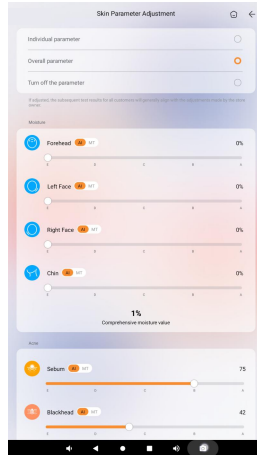 Skin Parameter Adjustment
Individual parameter
Overall parameter
Turn off the parameter
Moisture
Forehead AI MT 0%
Left Face AI MT 0%
Right Face AI MT 0%
Chin AI MT 0%
1%
Comprehensive moisture value
Acne
Sebum AI MT 75
Blackhead AI MT 42